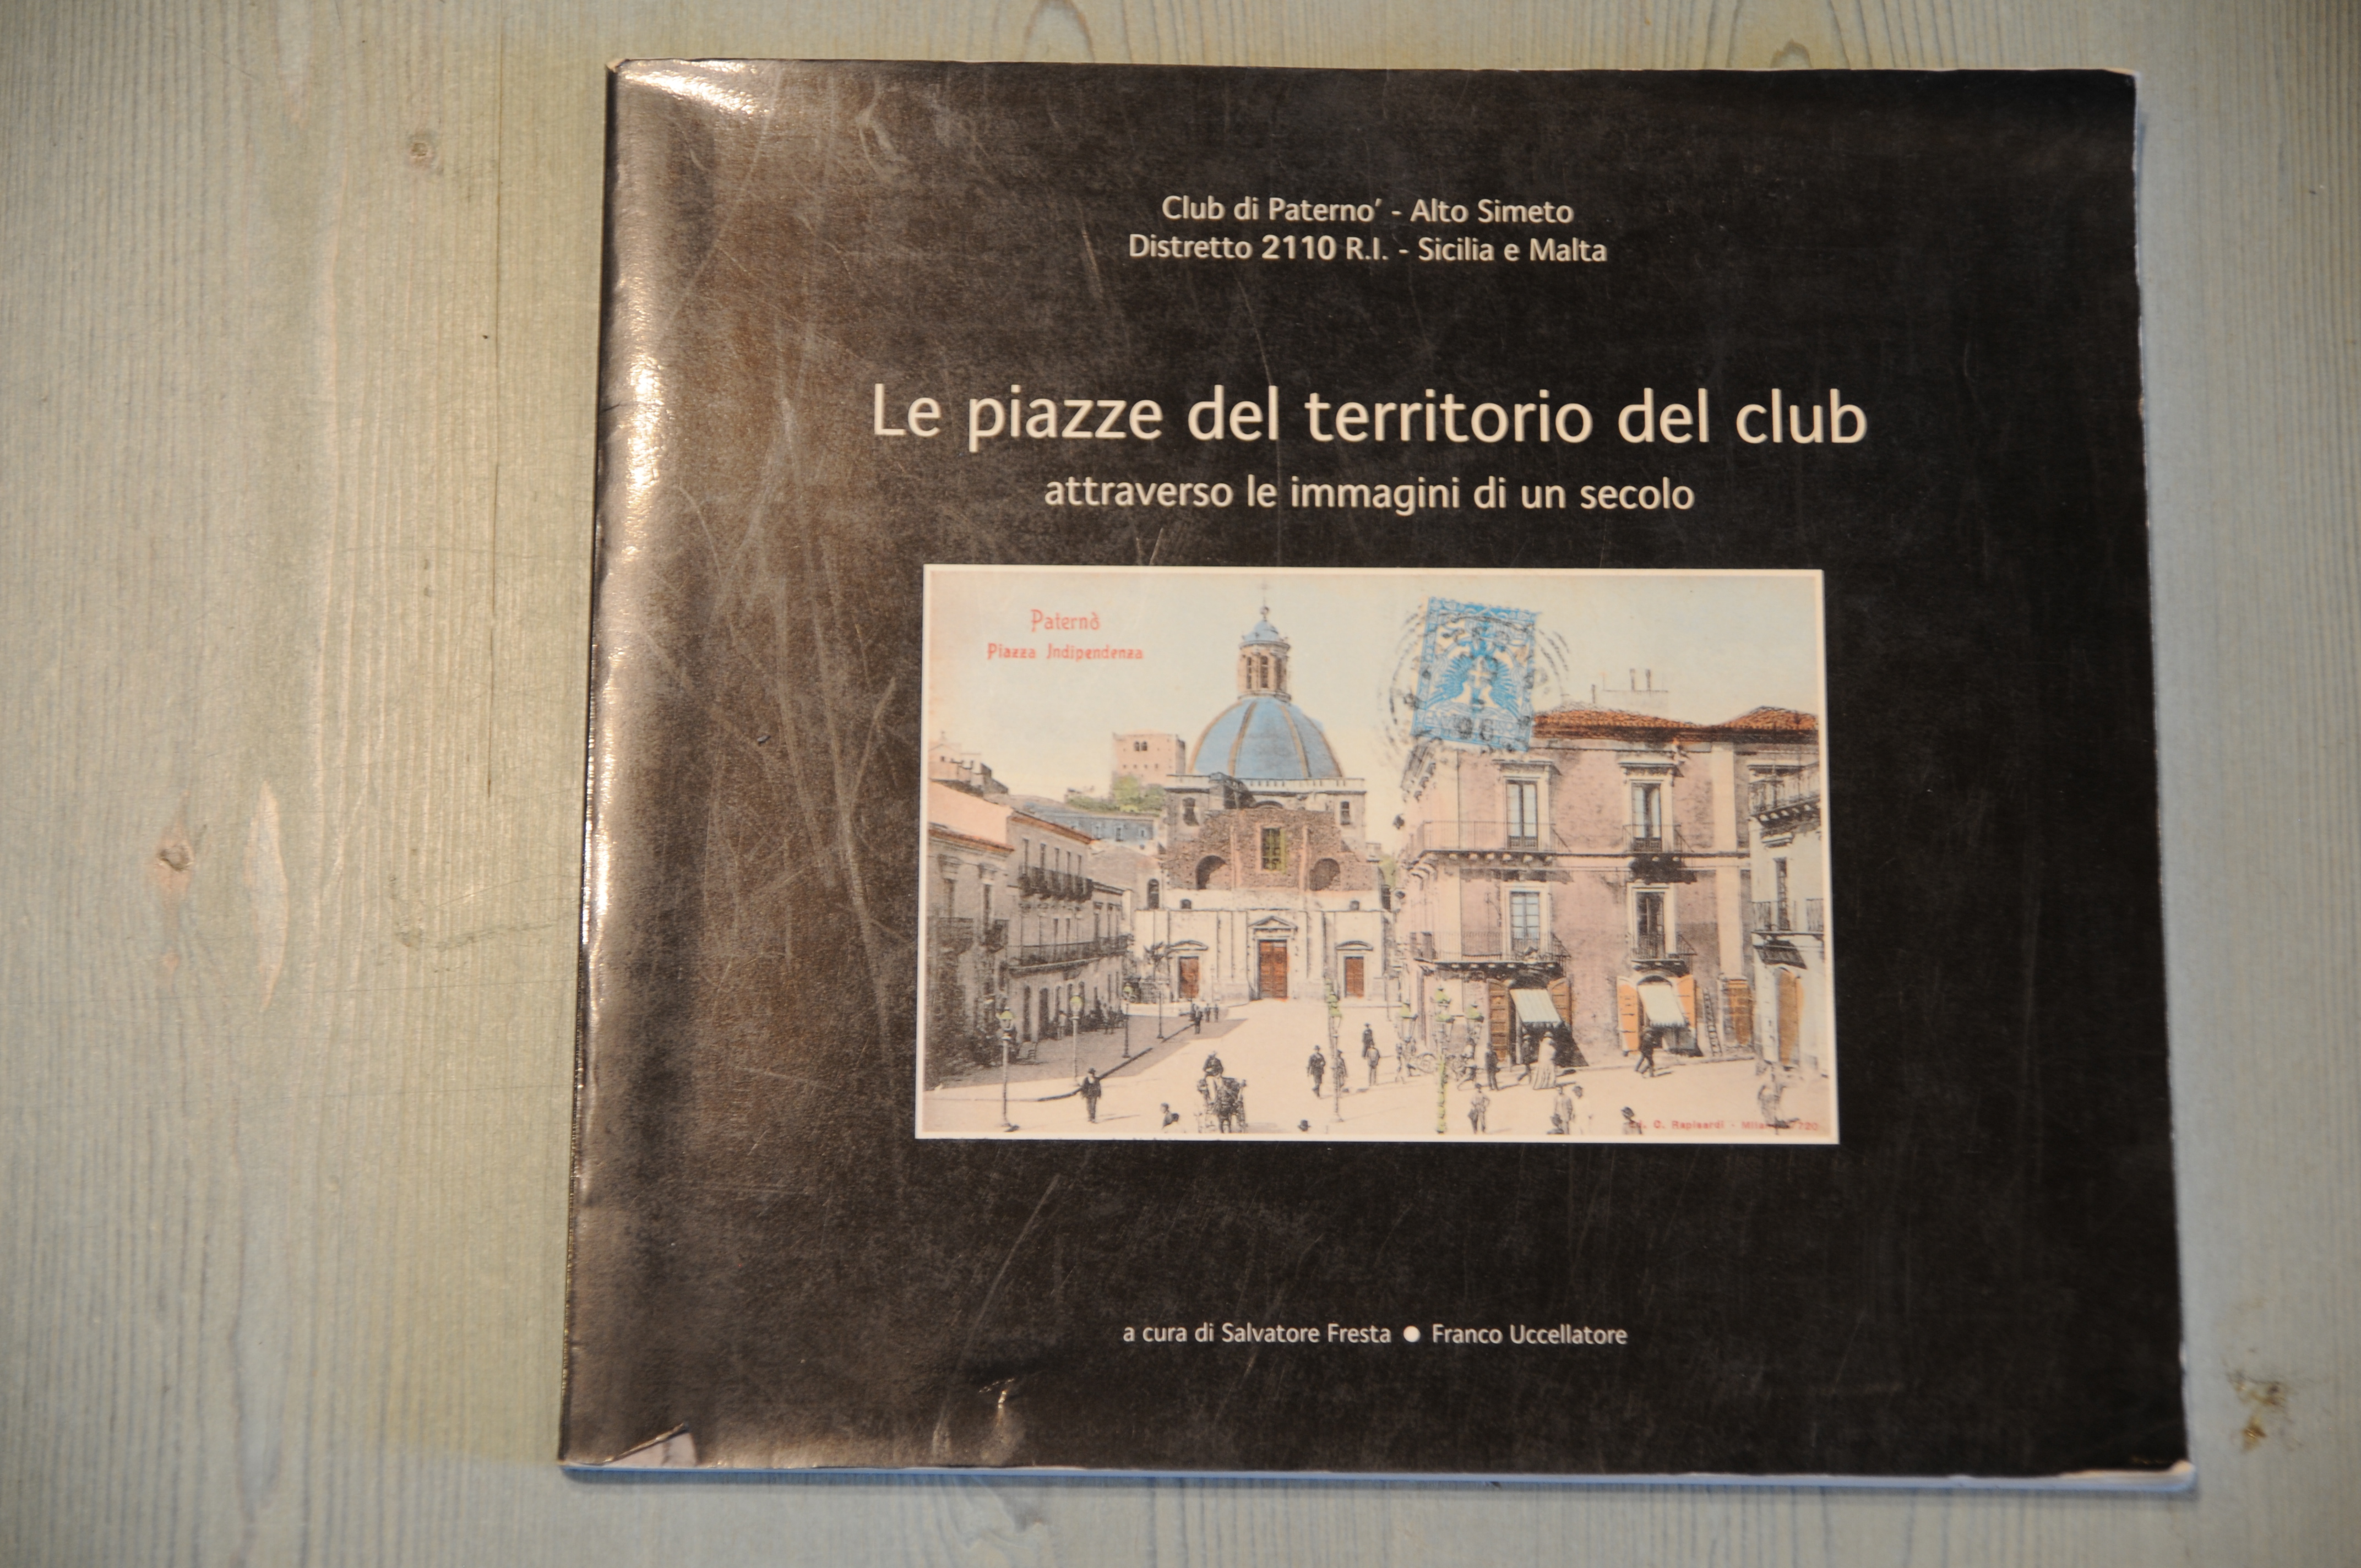 Club di Paterno' - Alto Simeto
Distretto 2110 R.I. - Sicilia e Malta
Le piazze del territorio del club
attraverso le immagini di un secolo
Paternò
Piazza Indipendenza
C. Rapisardi
a cura di Salvatore Fresta ● Franco Uccellatore